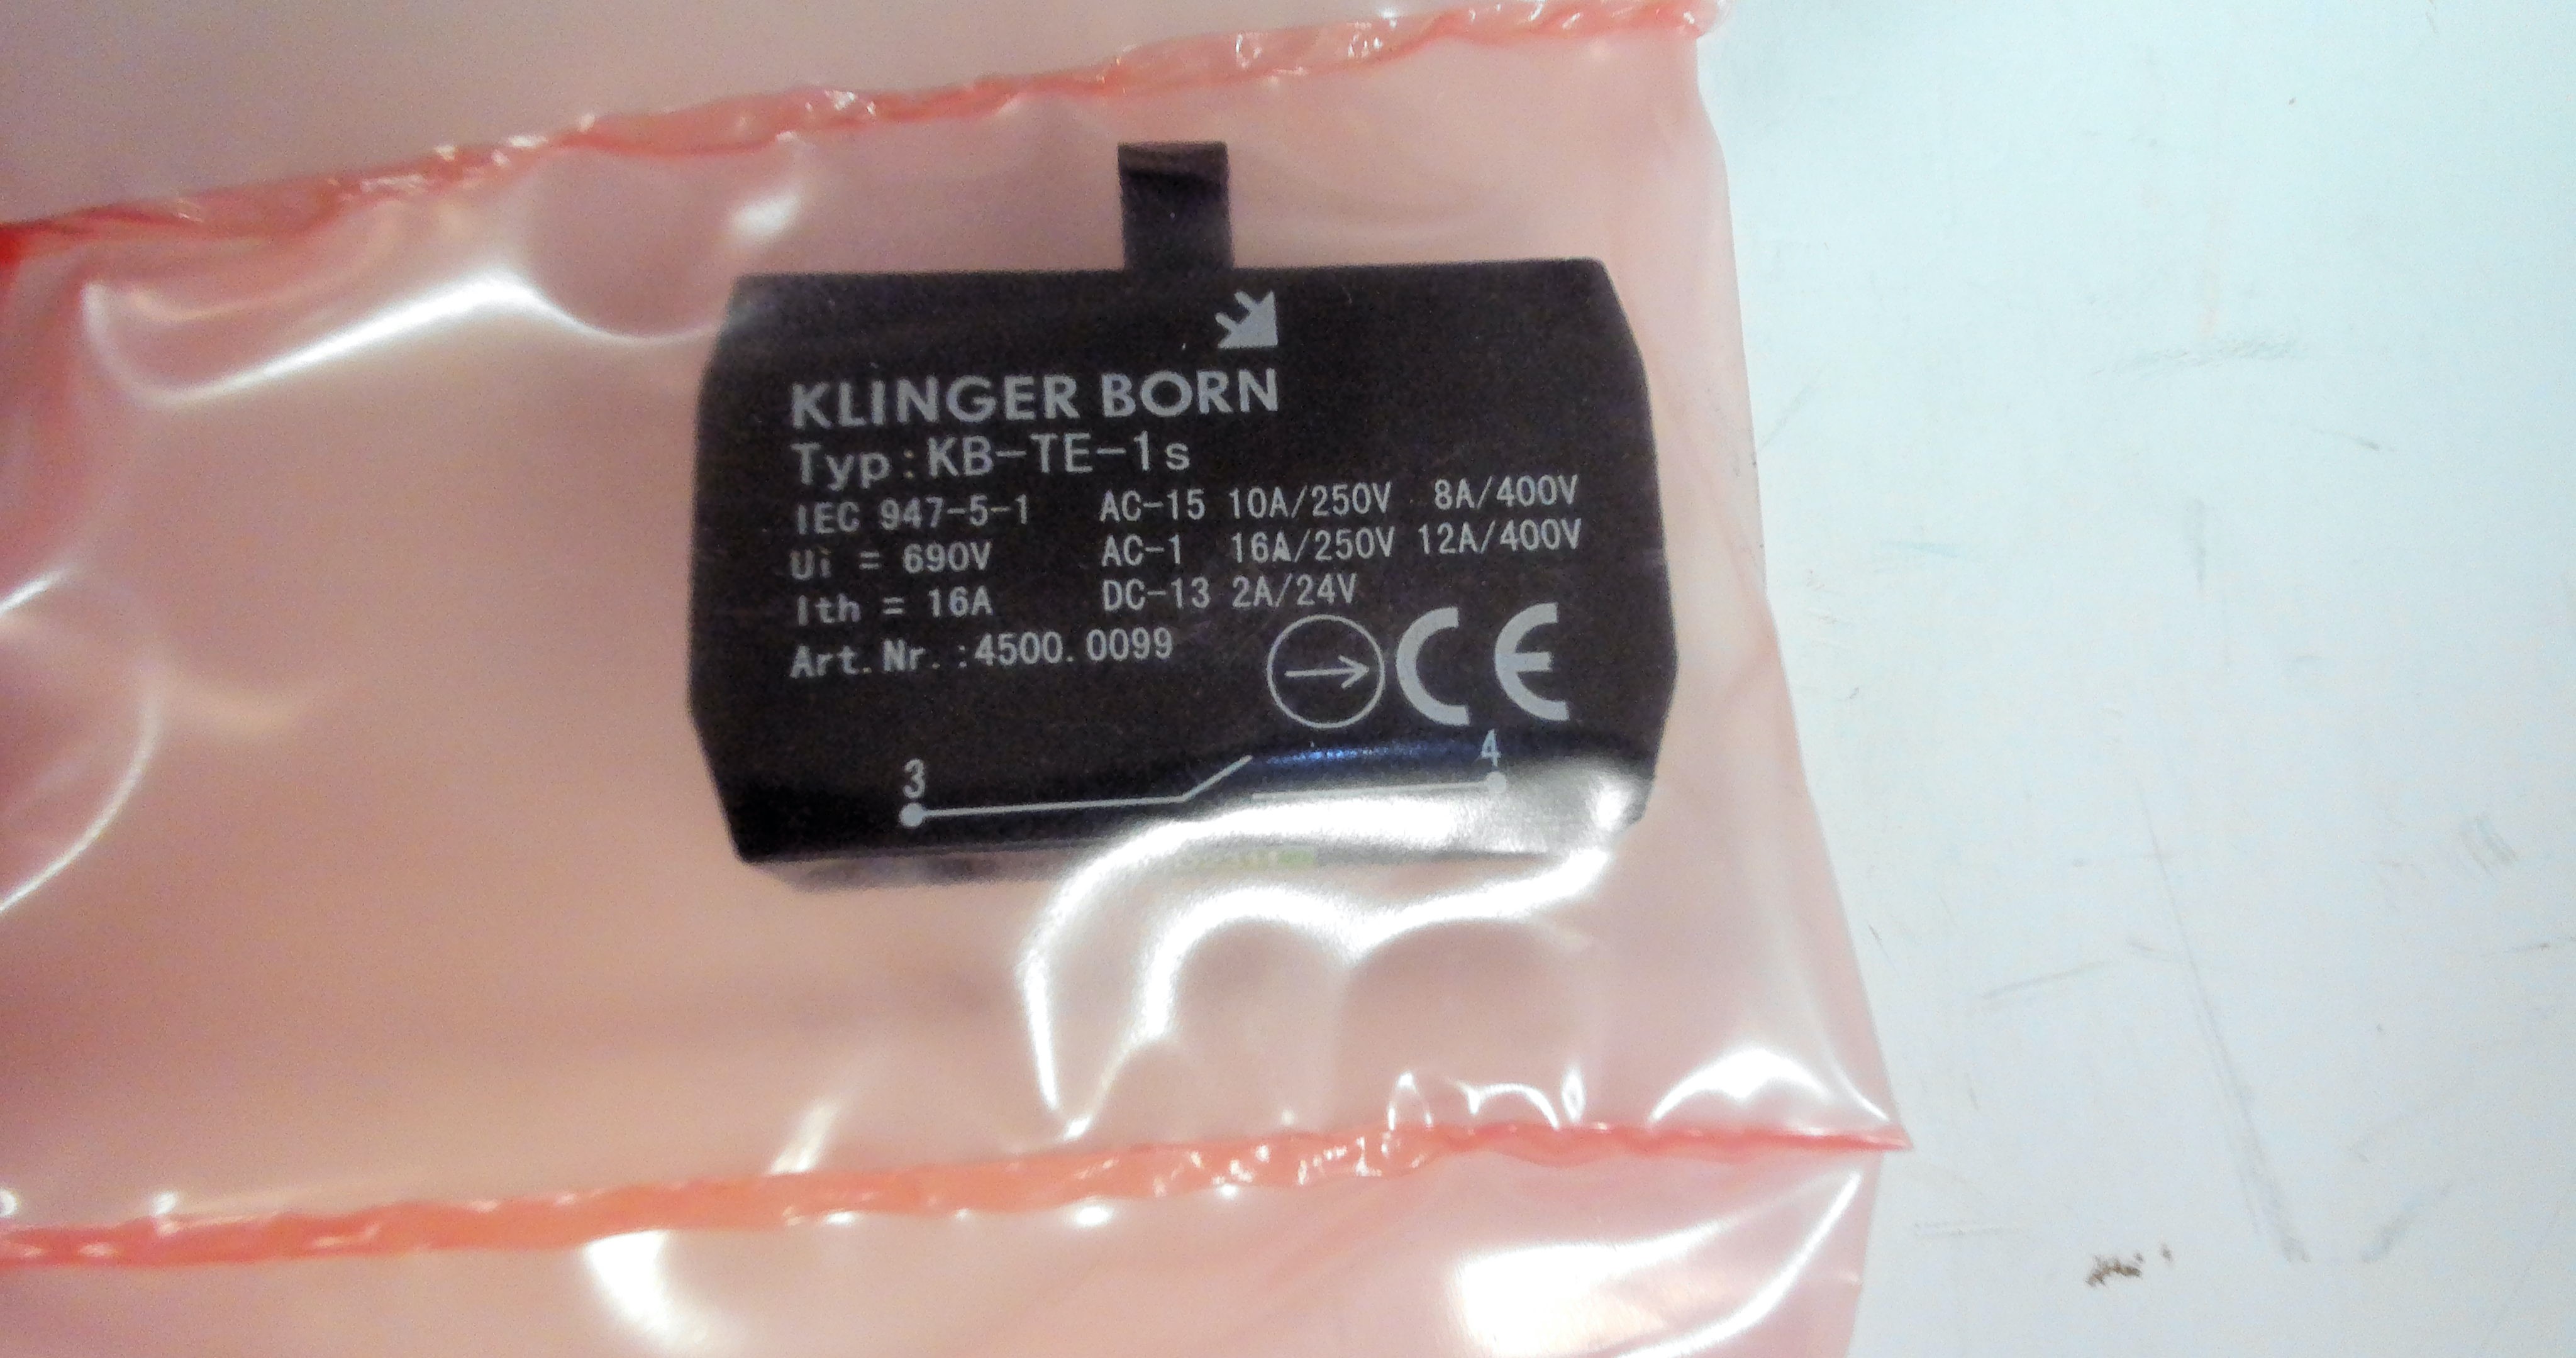 KLINGER BORN
Typ:KB-TE-1s
IEC 947-5-1 AC-15 10A/250V 8A/400V
Ui = 690V AC-1 16A/250V 12A/400V
Ith = 16A DC-13 2A/24V
Art.Nr.:4500.0099
CE
3 4